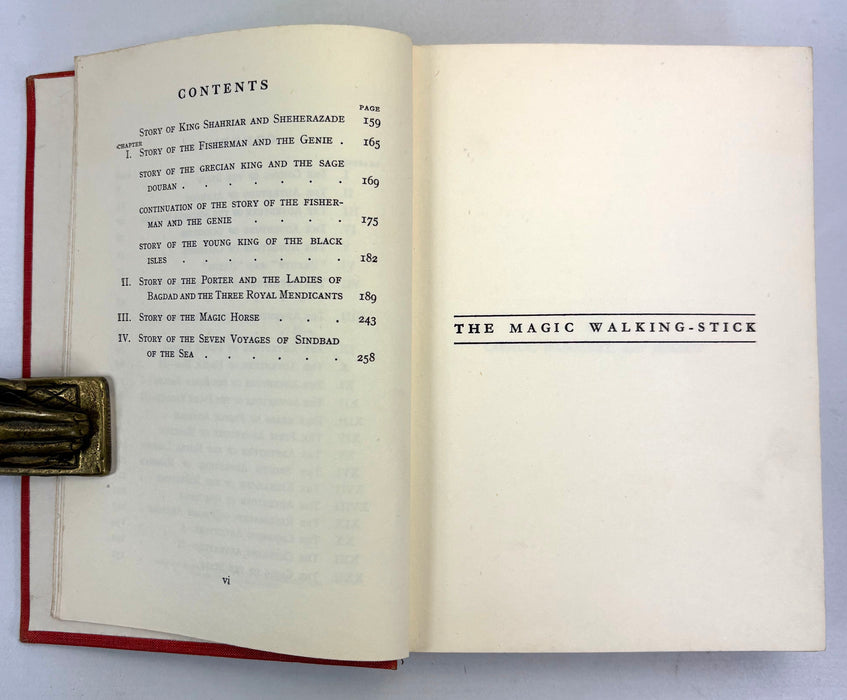 CONTENTS
PAGE
STORY OF KING SHAHRIAR AND SHEHERAZADE 159
CHAPTER
I. STORY OF THE FISHERMAN AND THE GENIE . 165
STORY OF THE GRECIAN KING AND THE SAGE
DOUBAN . . . . . . 169
CONTINUATION OF THE STORY OF THE FISHER-
MAN AND THE GENIE . . . . 175
STORY OF THE YOUNG KING OF THE BLACK
ISLES . . . . . . 182
II. STORY OF THE PORTER AND THE LADIES OF
BAGDAD AND THE THREE ROYAL MENDICANTS 189
III. STORY OF THE MAGIC HORSE . . . 243
IV. STORY OF THE SEVEN VOYAGES OF SINDBAD
OF THE SEA . . . . . . 258
vi
THE MAGIC WALKING-STICK